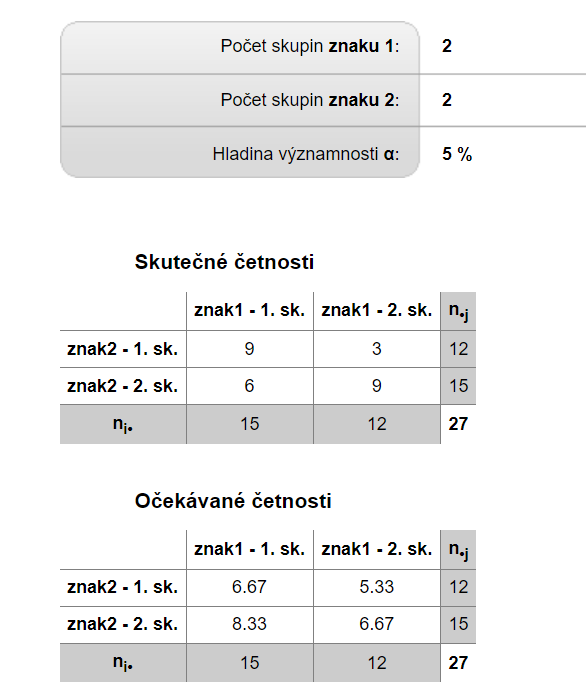 Počet skupin znaku 1: 2
Počet skupin znaku 2: 2
Hladina významnosti α: 5 %
Skutečné četnosti
znak1 - 1. sk. znak1 - 2. sk. n•j
znak2 - 1. sk. 9 3 12
znak2 - 2. sk. 6 9 15
ni• 15 12 27
Očekávané četnosti
znak1 - 1. sk. znak1 - 2. sk. n•j
znak2 - 1. sk. 6.67 5.33 12
znak2 - 2. sk. 8.33 6.67 15
ni• 15 12 27